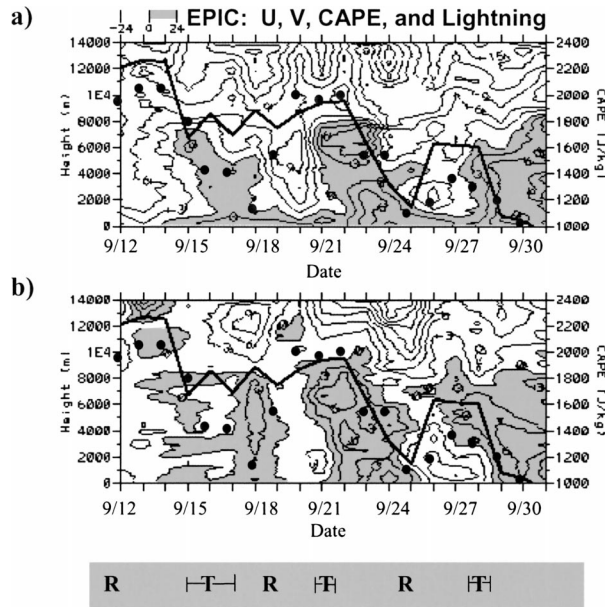 a)
−24 0 24
EPIC: U, V, CAPE, and Lightning
14000 12000 1E4 8000 6000 4000 2000 0
Height (m)
2400 2200 2000 1800 1600 1400 1200 1000
CAPE (J/kg)
9/12 9/15 9/18 9/21 9/24 9/27 9/30
Date
b)
14000 12000 1E4 8000 6000 4000 2000 0
Height (m)
2400 2200 2000 1800 1600 1400 1200 1000
CAPE (J/kg)
9/12 9/15 9/18 9/21 9/24 9/27 9/30
Date
R T R T R T